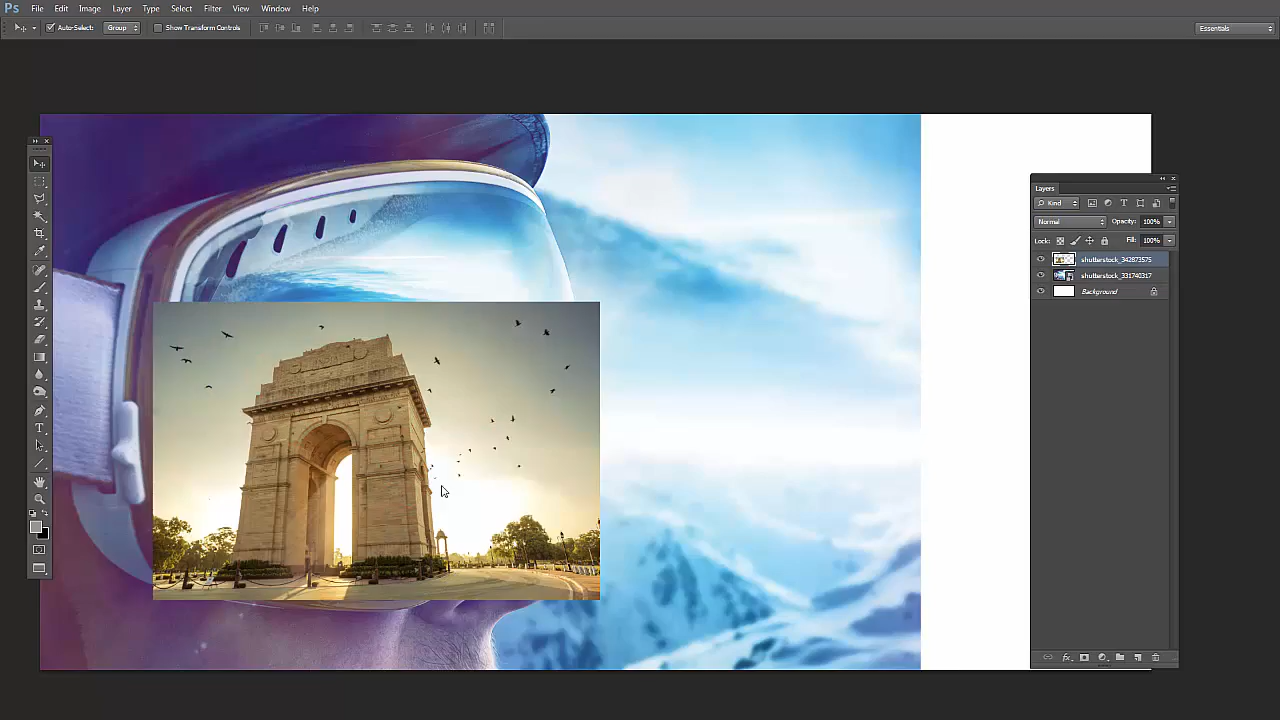 Ps File Edit Image Layer Type Select Filter View Window Help
Auto-Select: Group Show Transform Controls Essentials
Layers
Kind
Normal Opacity: 100%
Lock: Fill: 100%
shutterstock_342873575
shutterstock_331740317
Background